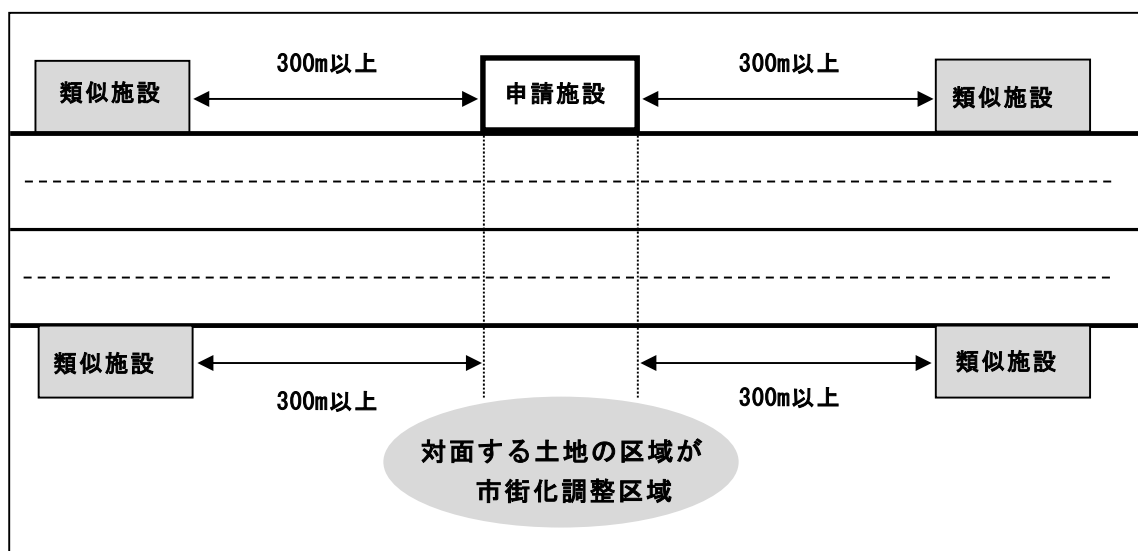 300m以上
300m以上
類似施設
申請施設
類似施設
類似施設
類似施設
300m以上
300m以上
対面する土地の区域が
市街化調整区域